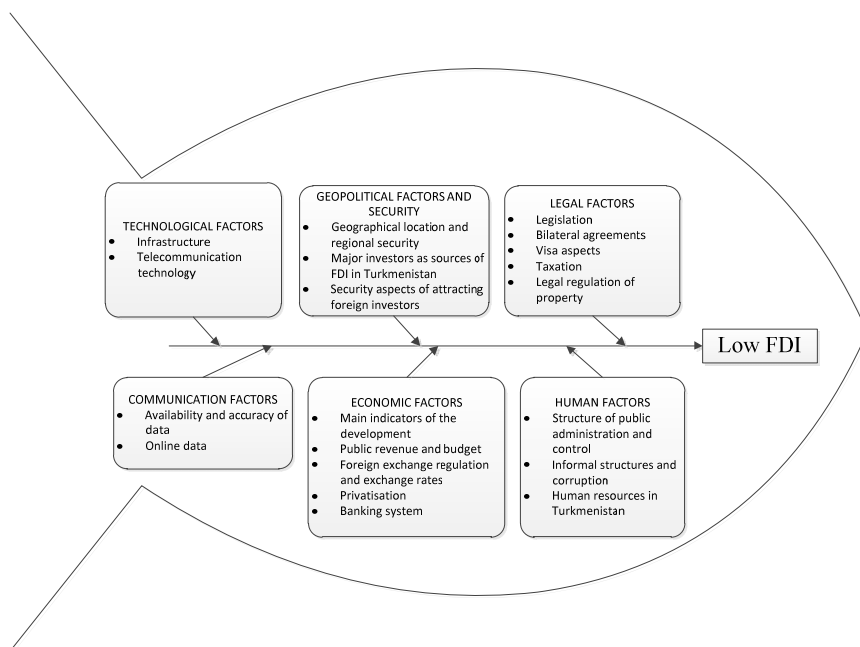 TECHNOLOGICAL FACTORS
• Infrastructure
• Telecommunication
technology
GEOPOLITICAL FACTORS AND
SECURITY
• Geographical location and
regional security
• Major investors as sources of
FDI in Turkmenistan
• Security aspects of attracting
foreign investors
LEGAL FACTORS
• Legislation
• Bilateral agreements
• Visa aspects
• Taxation
• Legal regulation of
property
Low FDI
COMMUNICATION FACTORS
• Availability and accuracy of
data
• Online data
ECONOMIC FACTORS
• Main indicators of the
development
• Public revenue and budget
• Foreign exchange regulation
and exchange rates
• Privatisation
• Banking system
HUMAN FACTORS
• Structure of public
administration and
control
• Informal structures and
corruption
• Human resources in
Turkmenistan